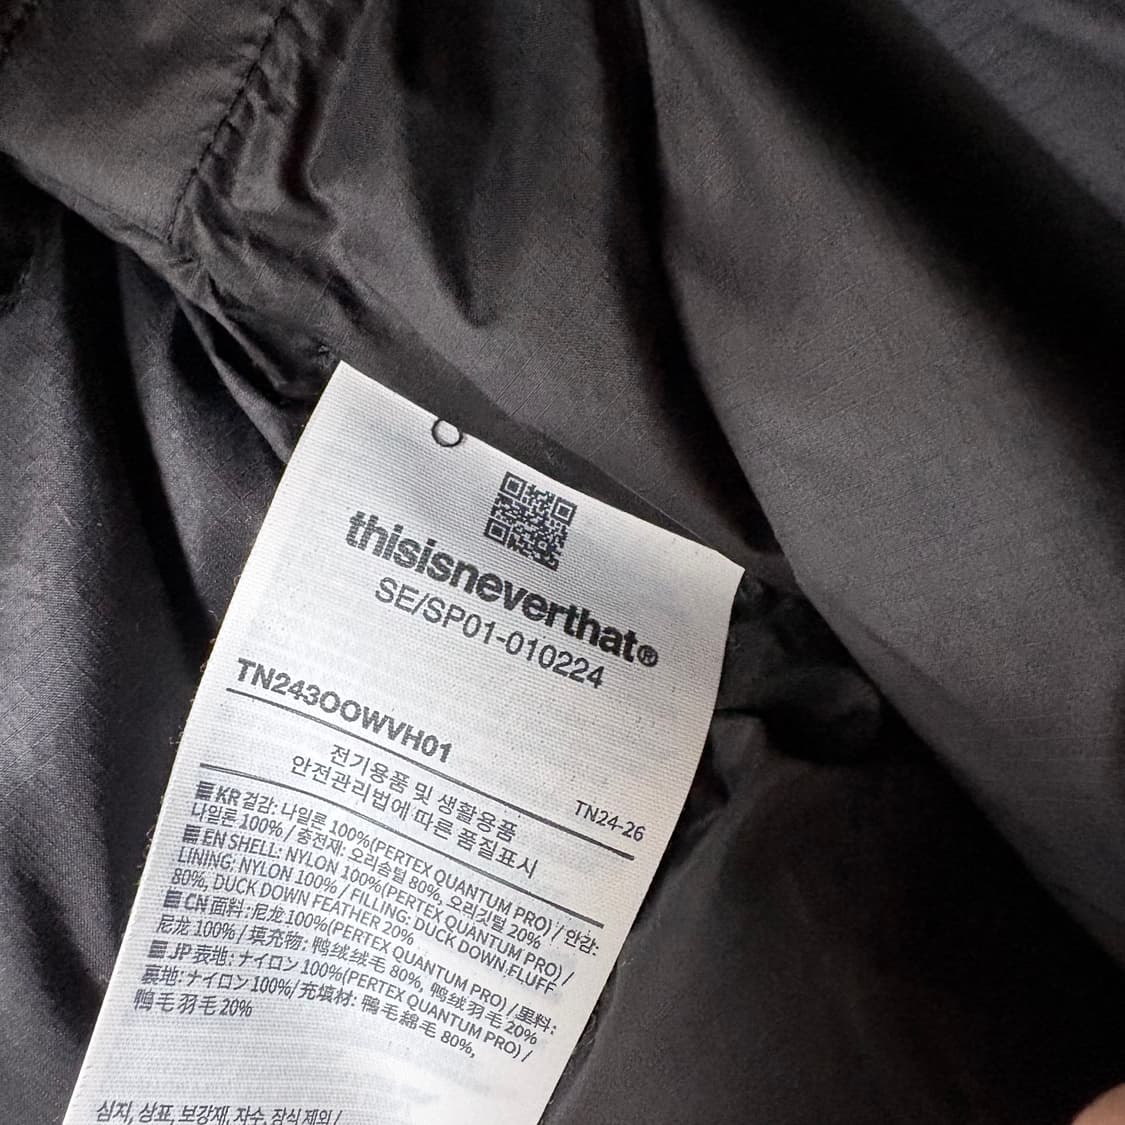 thisisneverthat®
SE/SP01-010224
TN243OOWVH01
TN24-26
전기용품 및 생활용품
안전관리법에 따른 품질표시
KR 겉감: 나일론 100%(PERTEX QUANTUM PRO) / 안감:
나일론 100% / 충전재: 오리솜털 80%, 오리깃털 20%
EN SHELL: NYLON 100%(PERTEX QUANTUM PRO) /
LINING: NYLON 100% / FILLING: DUCK DOWN FLUFF
80%, DUCK DOWN FEATHER 20%
CN 面料: 尼龙 100%(PERTEX QUANTUM PRO) / 里料:
尼龙 100% / 填充物: 鸭绒绒毛 80%, 鸭绒羽毛 20%
JP 表地: ナイロン 100%(PERTEX QUANTUM PRO) /
裏地: ナイロン 100%/ 充填材: 鴨毛綿毛 80%,
鴨毛羽毛 20%
심지, 상표, 보강재, 자수, 장식 제외 /